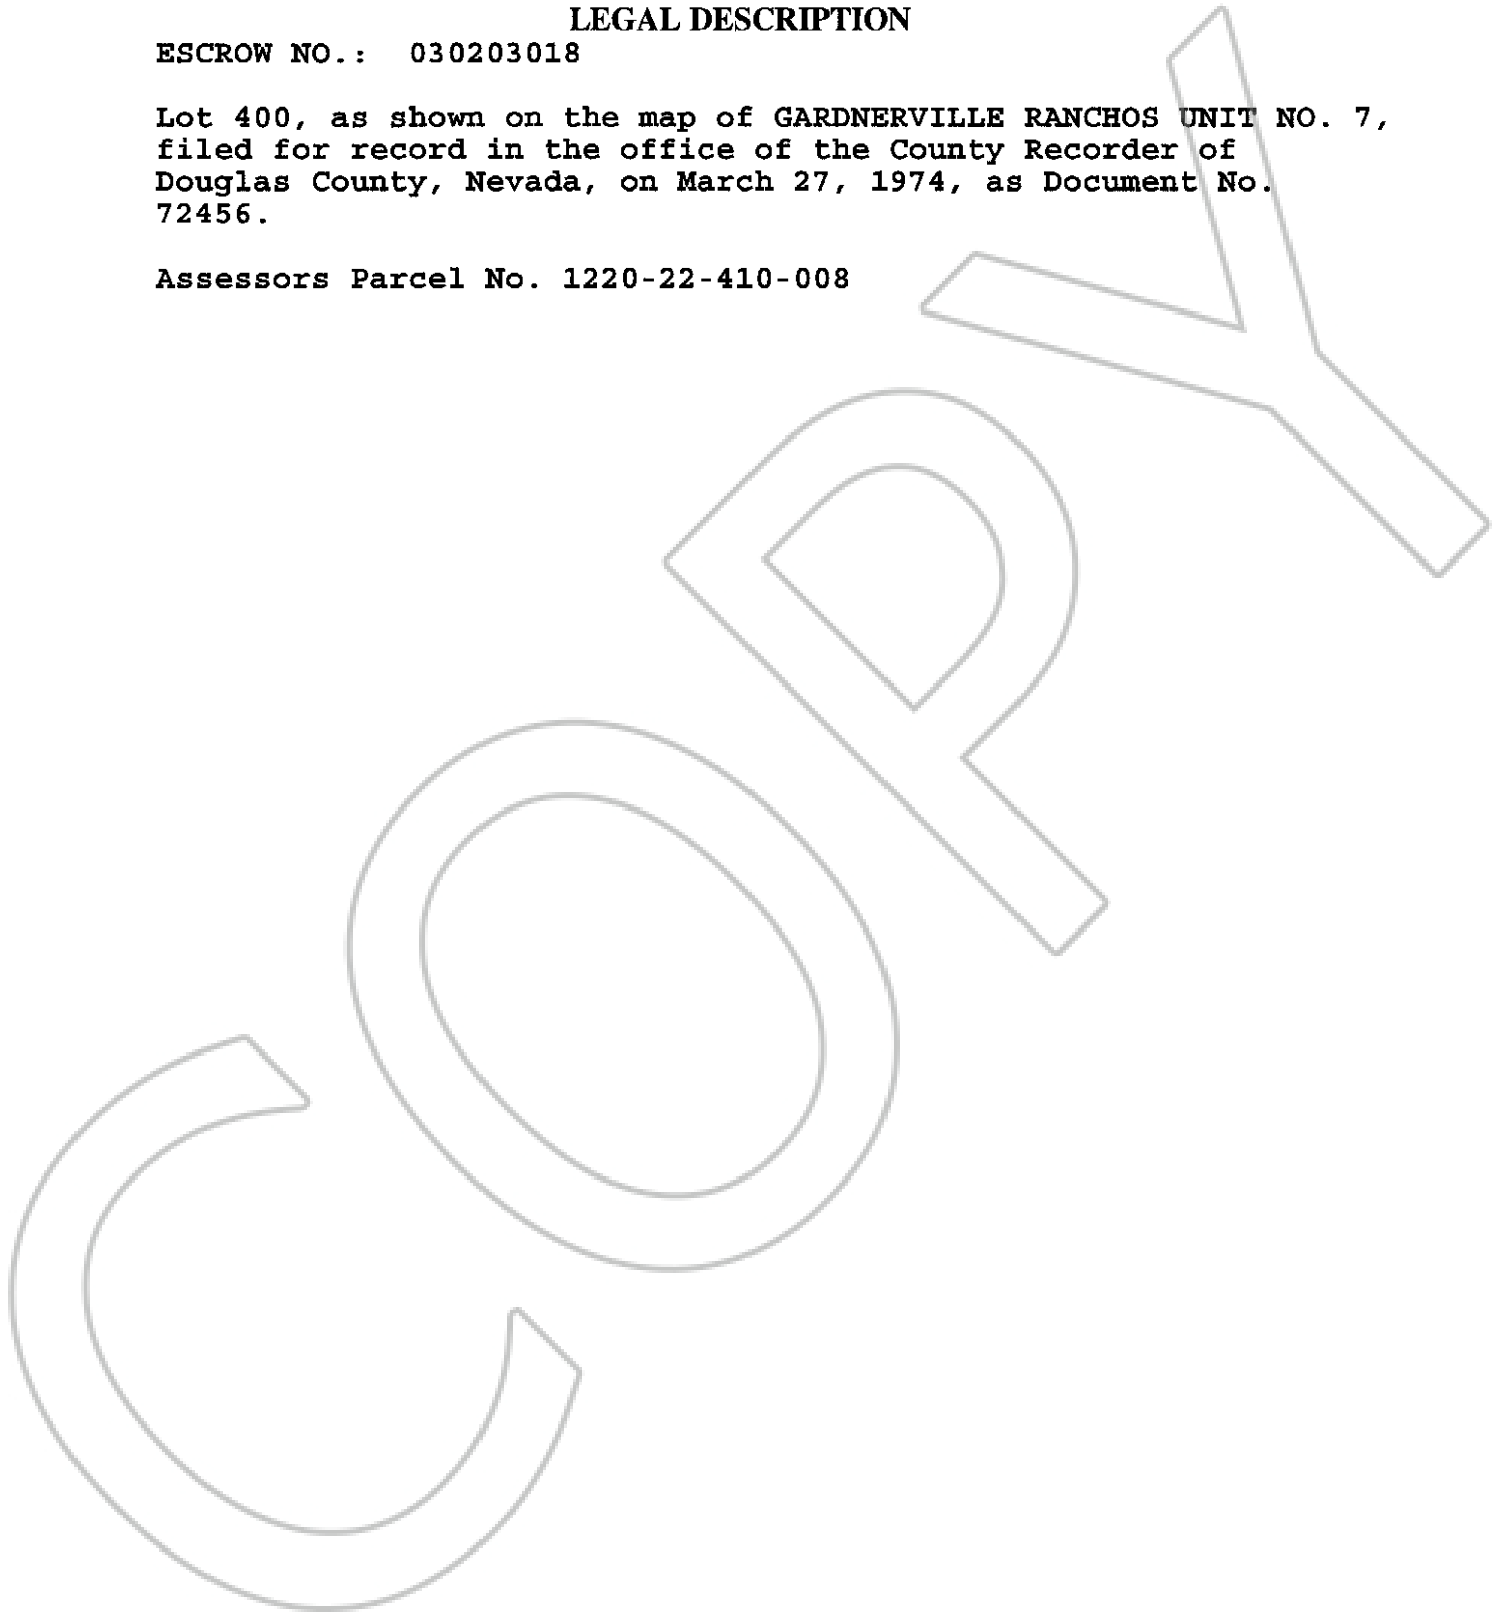 LEGAL DESCRIPTION
ESCROW NO.: 030203018
Lot 400, as shown on the map of GARDNERVILLE RANCHOS UNIT NO. 7,
filed for record in the office of the County Recorder of
Douglas County, Nevada, on March 27, 1974, as Document No.
72456.
Assessors Parcel No. 1220-22-410-008
COPY